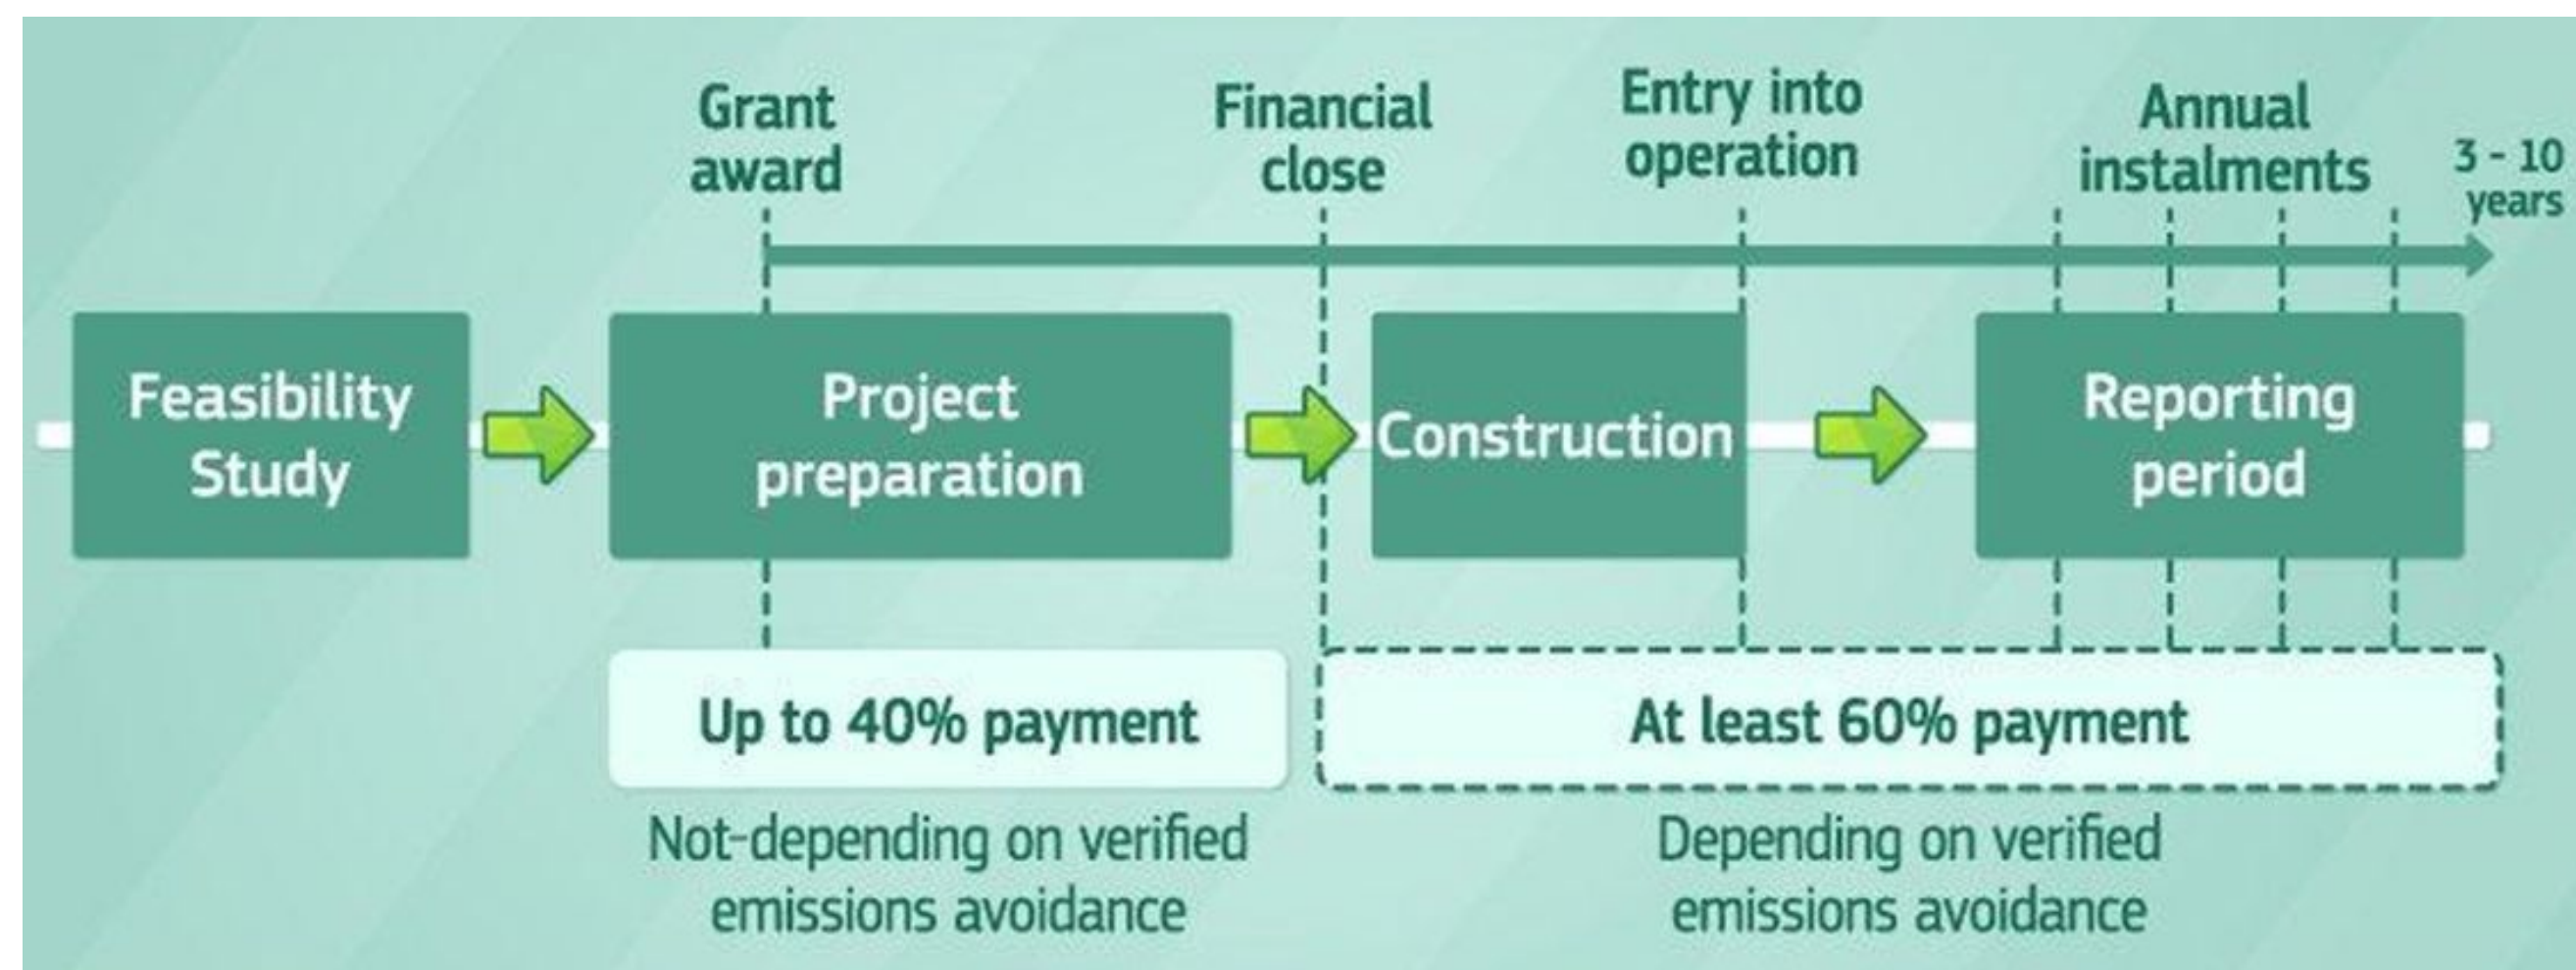 Grant
award
Financial
close
Entry into
operation
Annual
instalments
3 - 10
years
Feasibility
Study
Project
preparation
Construction
Reporting
period
Up to 40% payment
At least 60% payment
Not-depending on verified
emissions avoidance
Depending on verified
emissions avoidance